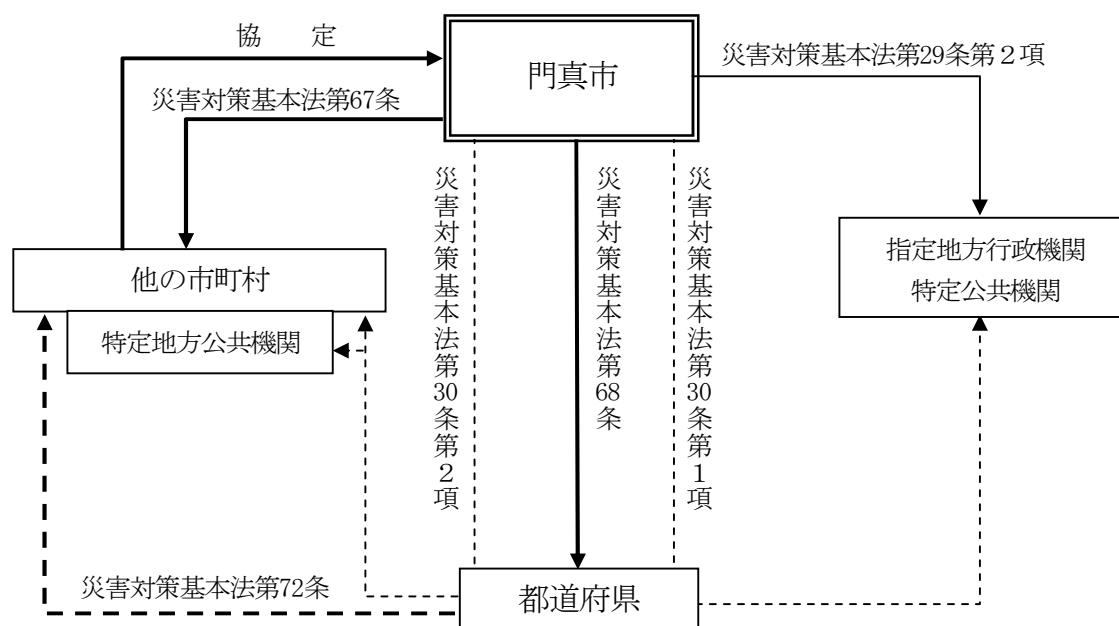 協　定
門真市
災害対策基本法第29条第２項
災害対策基本法第67条
災害対策基本法第30条第２項
災害対策基本法第68条
災害対策基本法第30条第１項
他の市町村
特定地方公共機関
指定地方行政機関
特定公共機関
災害対策基本法第72条
都道府県